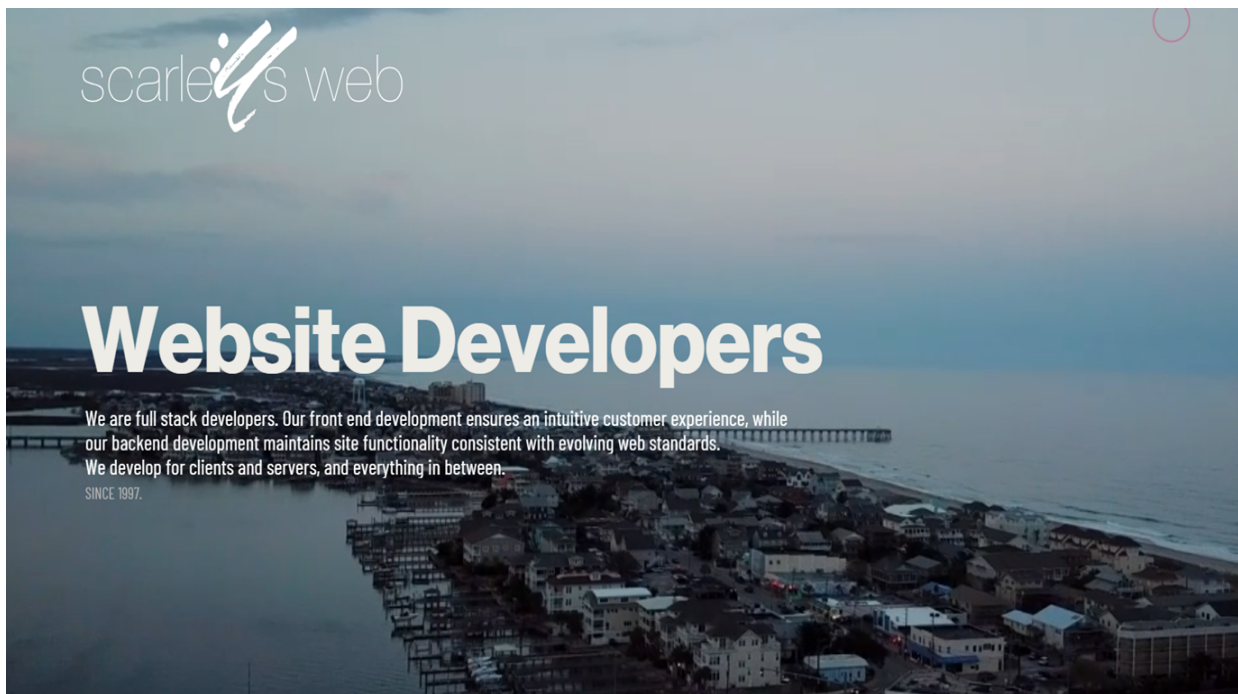 scarleys web
Website Developers
We are full stack developers. Our front end development ensures an intuitive customer experience, while
our backend development maintains site functionality consistent with evolving web standards.
We develop for clients and servers, and everything in between.
SINCE 1997.